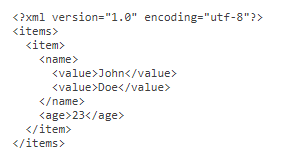 <?xml version="1.0" encoding="utf-8"?>
<items>
  <item>
    <name>
      <value>John</value>
      <value>Doe</value>
    </name>
    <age>23</age>
  </item>
</items>